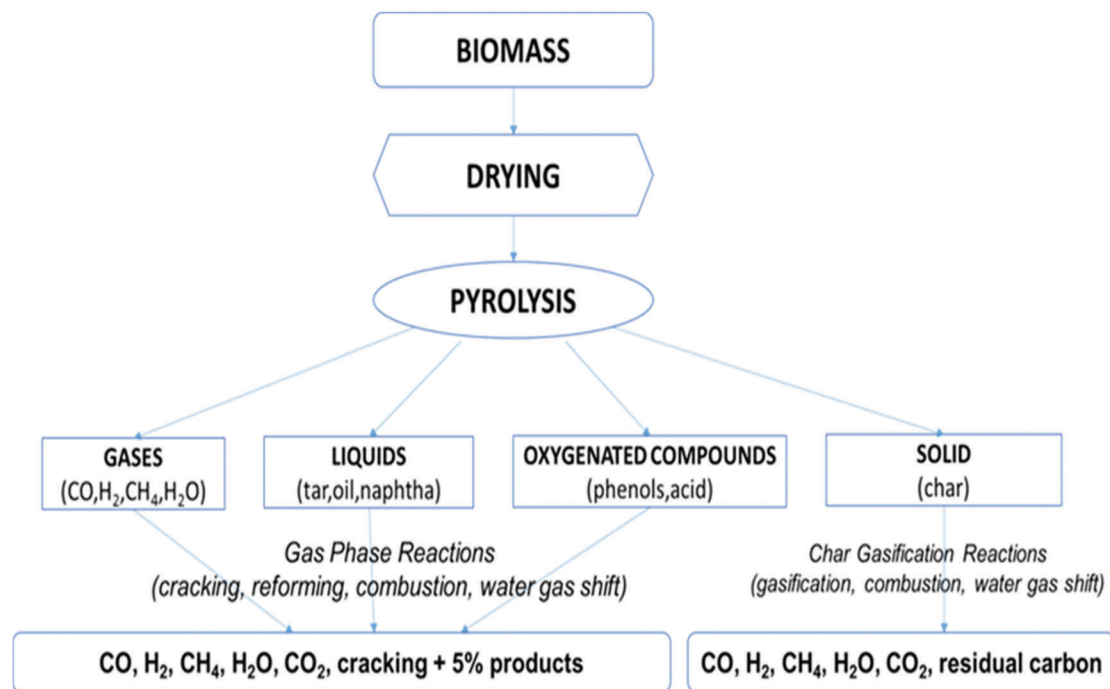 BIOMASS
DRYING
PYROLYSIS
GASES
(CO,H₂,CH₄,H₂O)
LIQUIDS
(tar,oil,naphtha)
OXYGENATED COMPOUNDS
(phenols,acid)
SOLID
(char)
Gas Phase Reactions
(cracking, reforming, combustion, water gas shift)
Char Gasification Reactions
(gasification, combustion, water gas shift)
CO, H₂, CH₄, H₂O, CO₂, cracking + 5% products
CO, H₂, CH₄, H₂O, CO₂, residual carbon